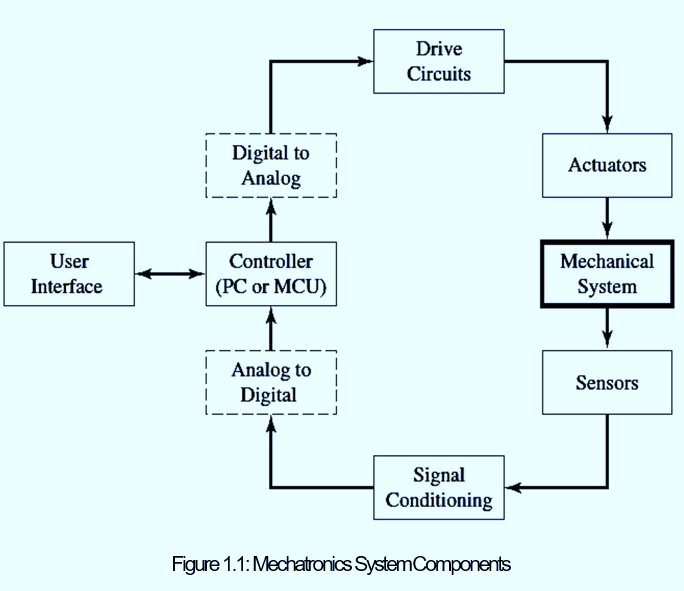 Drive
Circuits
Digital to
Analog
Actuators
User
Interface
Controller
(PC or MCU)
Mechanical
System
Analog to
Digital
Sensors
Signal
Conditioning
Figure 1.1: Mechatronics System Components